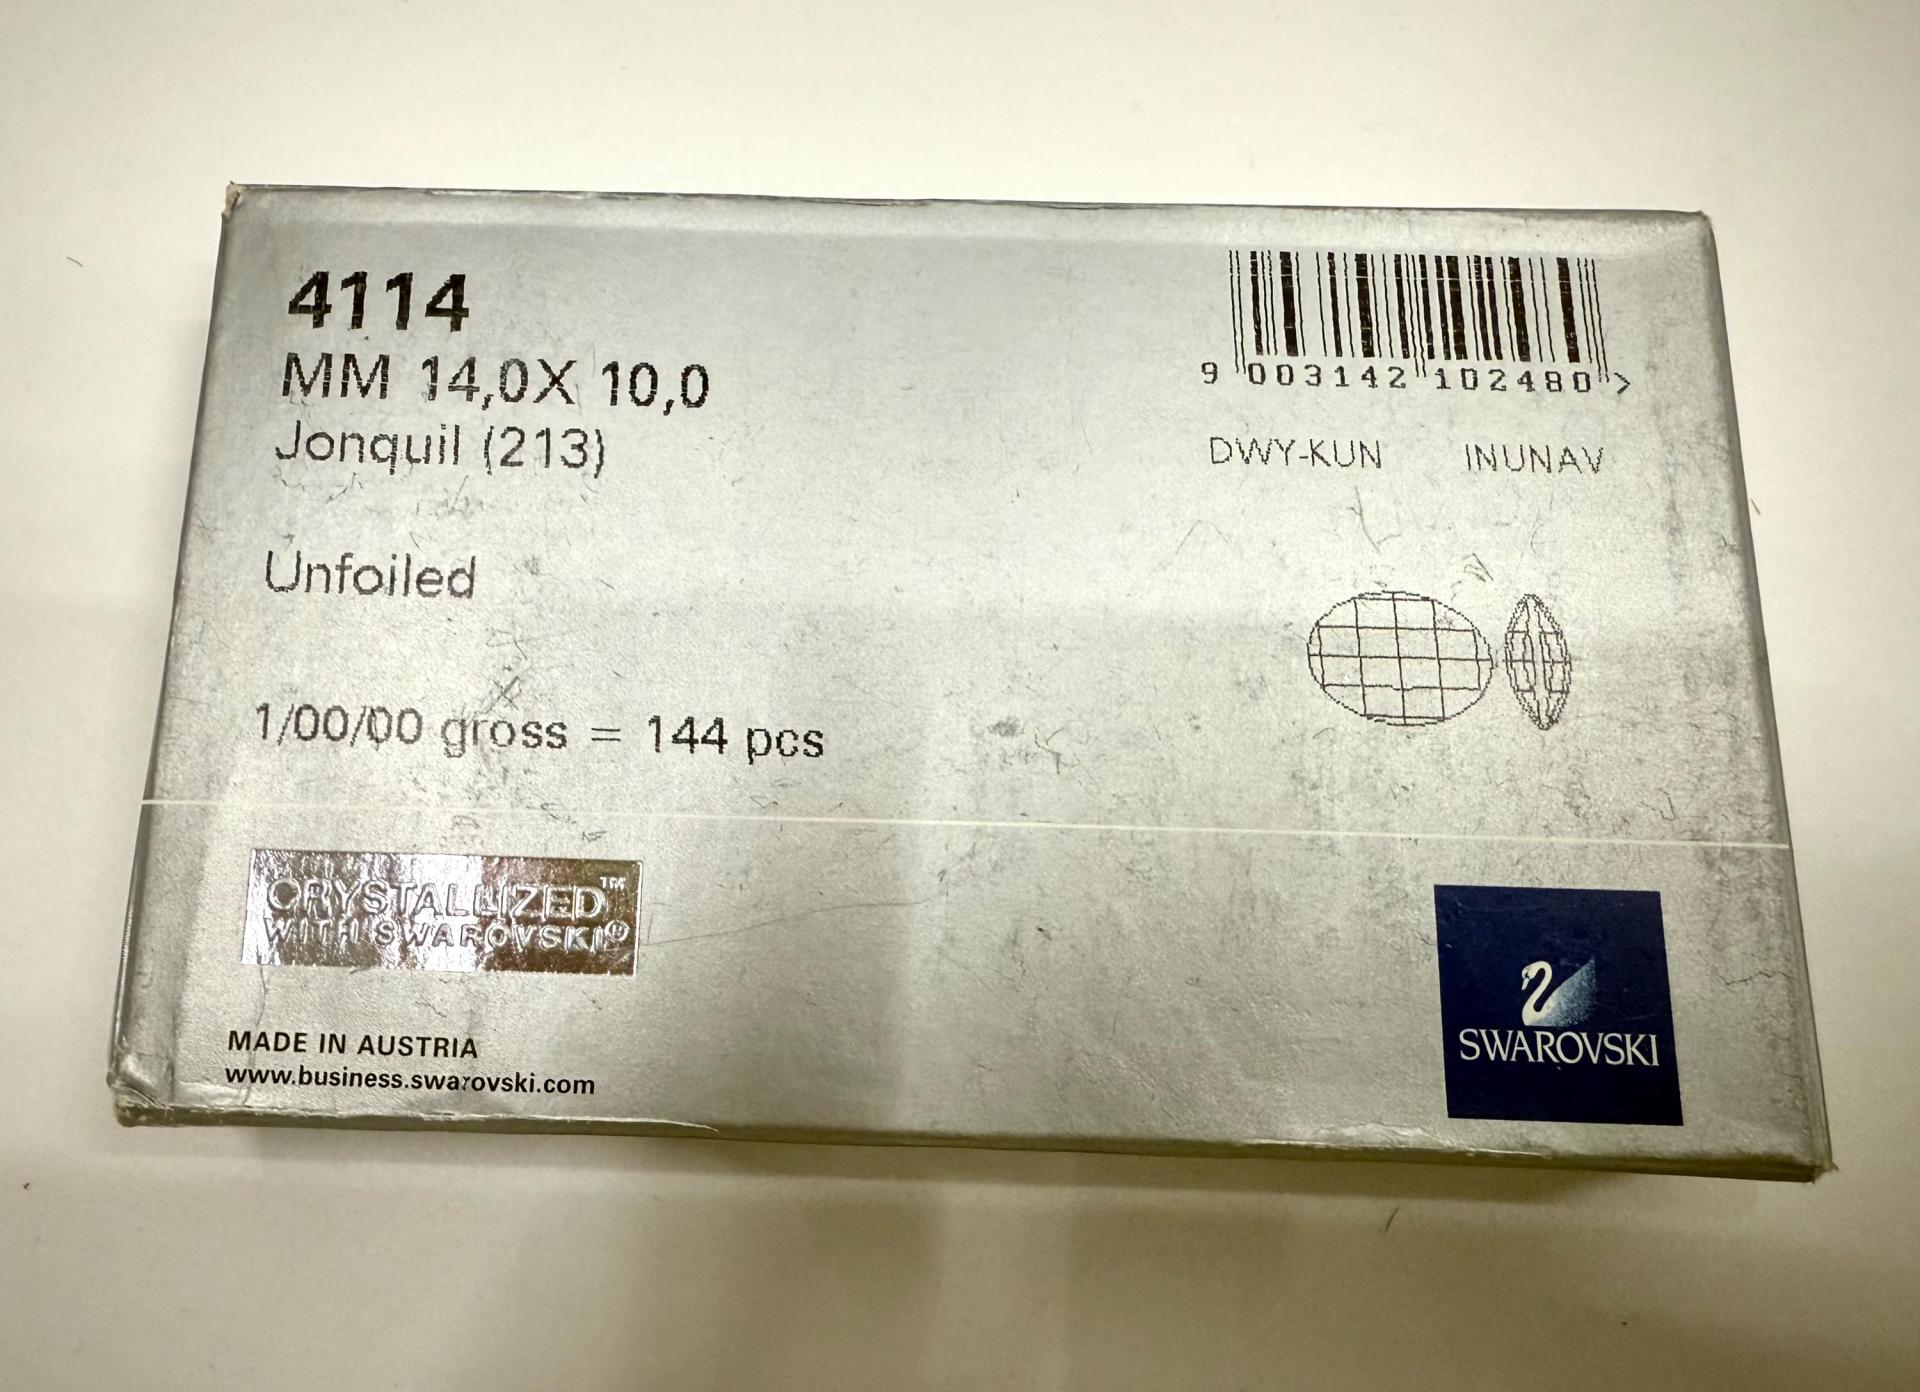 4114
MM 14,0X 10,0
Jonquil (213)
Unfoiled
1/00/00 gross = 144 pcs
9 003142 102480 >
DWY-KUN INUNAV
CRYSTALLIZED™
WITH SWAROVSKI®
MADE IN AUSTRIA
www.business.swarovski.com
SWAROVSKI